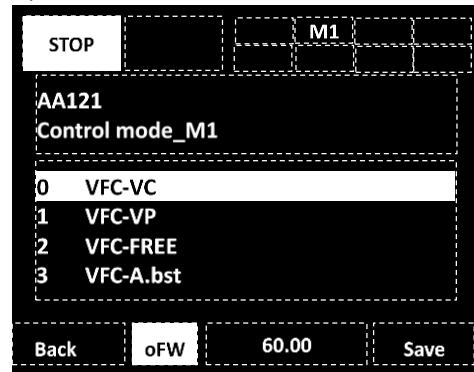 STOP M1
AA121
Control mode_M1
0 VFC-VC
1 VFC-VP
2 VFC-FREE
3 VFC-A.bst
Back oFW 60.00 Save